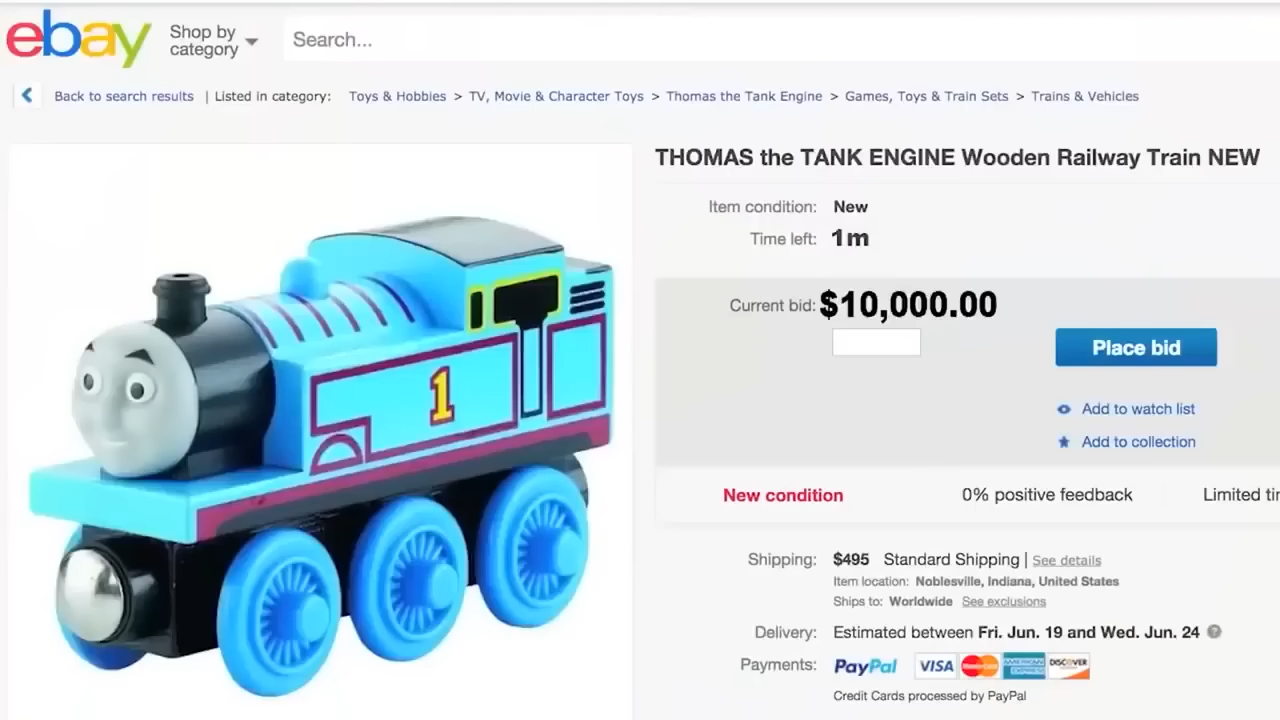 ebay
Shop by
category
Search...
Back to search results | Listed in category: Toys & Hobbies > TV, Movie & Character Toys > Thomas the Tank Engine > Games, Toys & Train Sets > Trains & Vehicles
THOMAS the TANK ENGINE Wooden Railway Train NEW
Item condition: New
Time left: 1m
Current bid: $10,000.00
Place bid
Add to watch list
Add to collection
New condition 0% positive feedback Limited tir
Shipping: $495 Standard Shipping | See details
Item location: Noblesville, Indiana, United States
Ships to: Worldwide See exclusions
Delivery: Estimated between Fri. Jun. 19 and Wed. Jun. 24 ?
Payments: PayPal VISA MasterCard AMERICAN EXPRESS DISCOVER
Credit Cards processed by PayPal
1